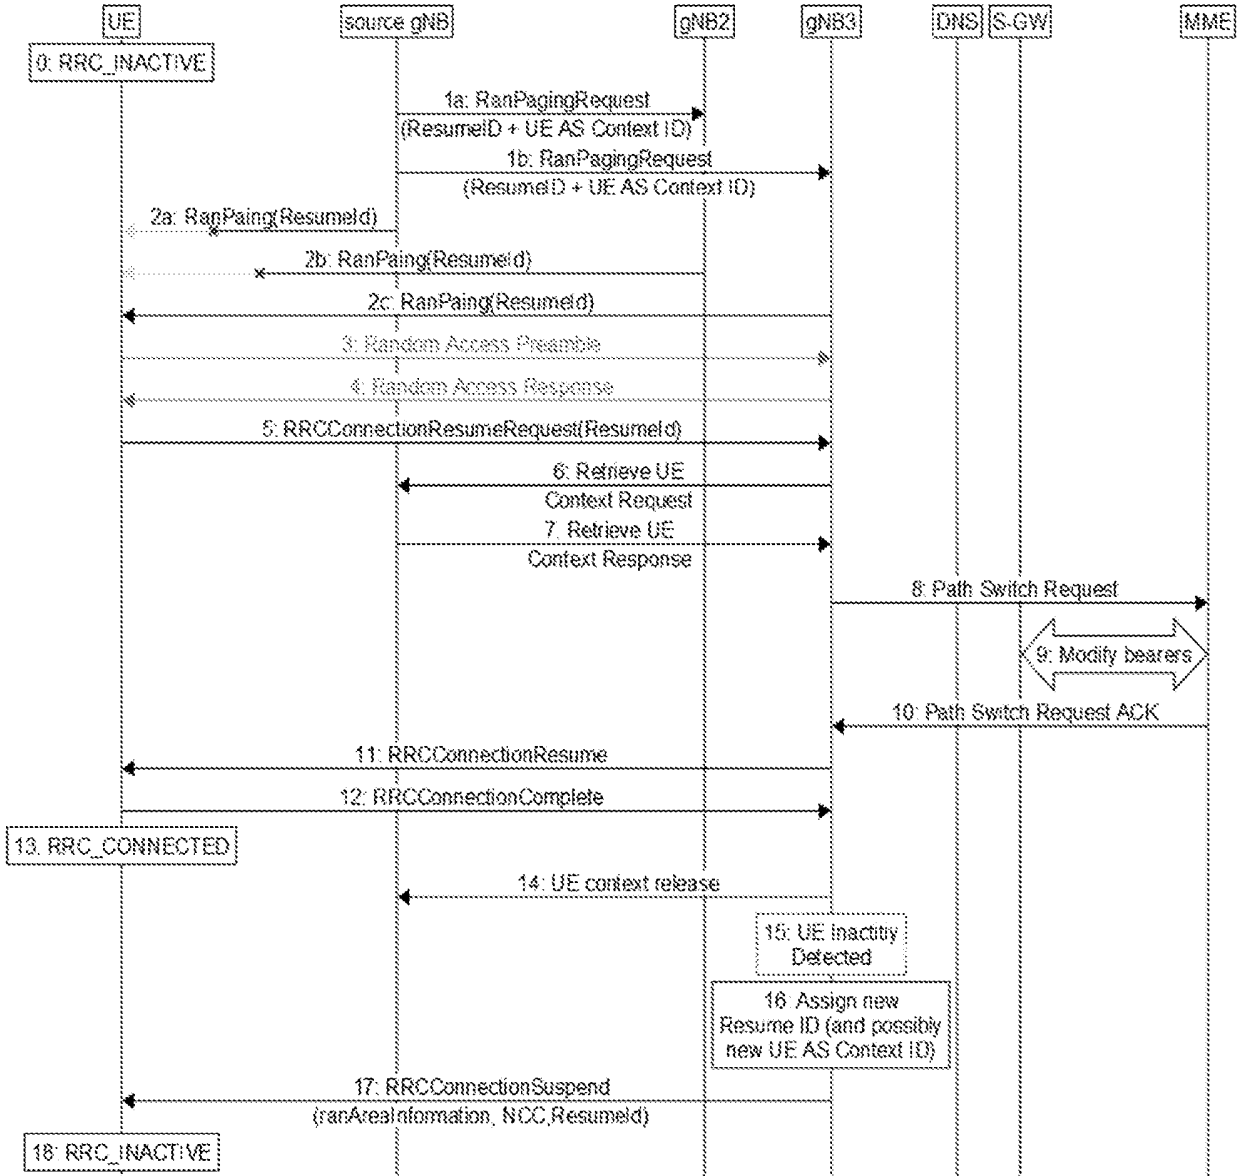 UE source gNB gNB2 gNB3 DNS S-GW MME
0: RRC_INACTIVE
1a: RanPagingRequest
(ResumeID + UE AS Context ID)
1b: RanPagingRequest
(ResumeID + UE AS Context ID)
2a: RanPaing(ResumeId)
2b: RanPaing(ResumeId)
2c: RanPaing(ResumeId)
3: Random Access Preamble
4: Random Access Response
5: RRCConnectionResumeRequest(ResumeId)
6: Retrieve UE
Context Request
7: Retrieve UE
Context Response
8: Path Switch Request
9: Modify bearers
10: Path Switch Request ACK
11: RRCConnectionResume
12: RRCConnectionComplete
13: RRC_CONNECTED
14: UE context release
15: UE Inactitiy
Detected
16: Assign new
Resume ID (and possibly
new UE AS Context ID)
17: RRCConnectionSuspend
(ranAreaInformation, NCC,ResumeId)
18: RRC_INACTIVE